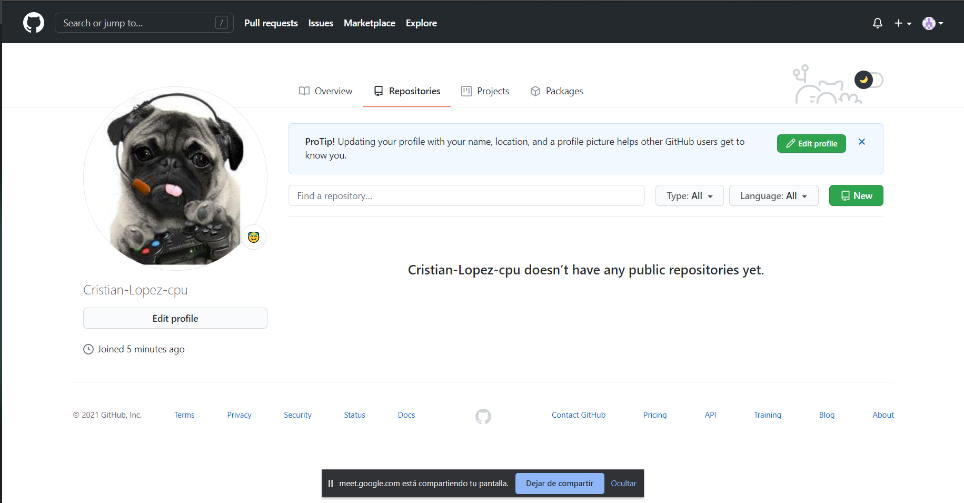 Search or jump to... /
Pull requests Issues Marketplace Explore
Overview Repositories Projects Packages
ProTip! Updating your profile with your name, location, and a profile picture helps other GitHub users get to
know you.
Edit profile
Find a repository...
Type: All
Language: All
New
Cristian-Lopez-cpu doesn't have any public repositories yet.
Cristian-Lopez-cpu
Edit profile
Joined 5 minutes ago
© 2021 GitHub, Inc. Terms Privacy Security Status Docs Contact GitHub Pricing API Training Blog About
meet.google.com está compartiendo tu pantalla. Dejar de compartir Ocultar